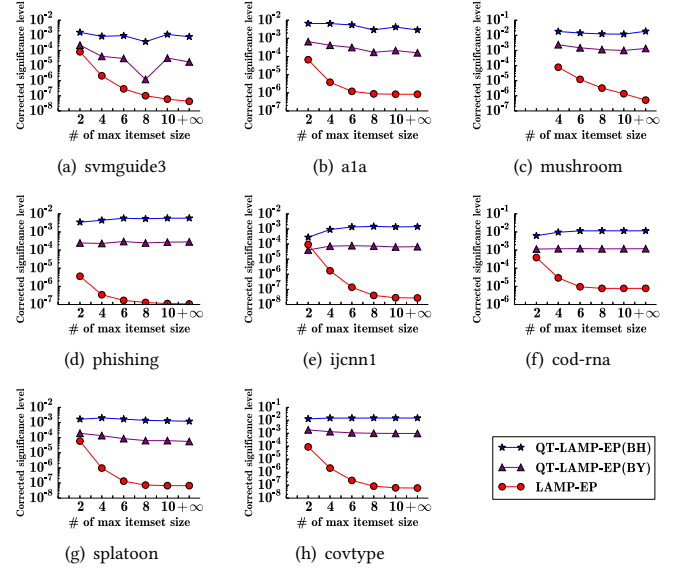 Corrected significance level
10⁻² 10⁻³ 10⁻⁴ 10⁻⁵ 10⁻⁶ 10⁻⁷ 10⁻⁸
2 4 6 8 10 +∞
# of max itemset size
(a) svmguide3
Corrected significance level
10⁻² 10⁻³ 10⁻⁴ 10⁻⁵ 10⁻⁶ 10⁻⁷
2 4 6 8 10 +∞
# of max itemset size
(b) a1a
Corrected significance level
10⁻¹ 10⁻² 10⁻³ 10⁻⁴ 10⁻⁵ 10⁻⁶ 10⁻⁷
2 4 6 8 10 +∞
# of max itemset size
(c) mushroom
Corrected significance level
10⁻² 10⁻³ 10⁻⁴ 10⁻⁵ 10⁻⁶ 10⁻⁷
2 4 6 8 10 +∞
# of max itemset size
(d) phishing
Corrected significance level
10⁻² 10⁻³ 10⁻⁴ 10⁻⁵ 10⁻⁶ 10⁻⁷ 10⁻⁸
2 4 6 8 10 +∞
# of max itemset size
(e) ijcnn1
Corrected significance level
10⁻¹ 10⁻² 10⁻³ 10⁻⁴ 10⁻⁵ 10⁻⁶
2 4 6 8 10 +∞
# of max itemset size
(f) cod-rna
Corrected significance level
10⁻² 10⁻³ 10⁻⁴ 10⁻⁵ 10⁻⁶ 10⁻⁷ 10⁻⁸
2 4 6 8 10 +∞
# of max itemset size
(g) splatoon
Corrected significance level
10⁻¹ 10⁻² 10⁻³ 10⁻⁴ 10⁻⁵ 10⁻⁶ 10⁻⁷ 10⁻⁸
2 4 6 8 10 +∞
# of max itemset size
(h) covtype
QT-LAMP-EP(BH)
QT-LAMP-EP(BY)
LAMP-EP